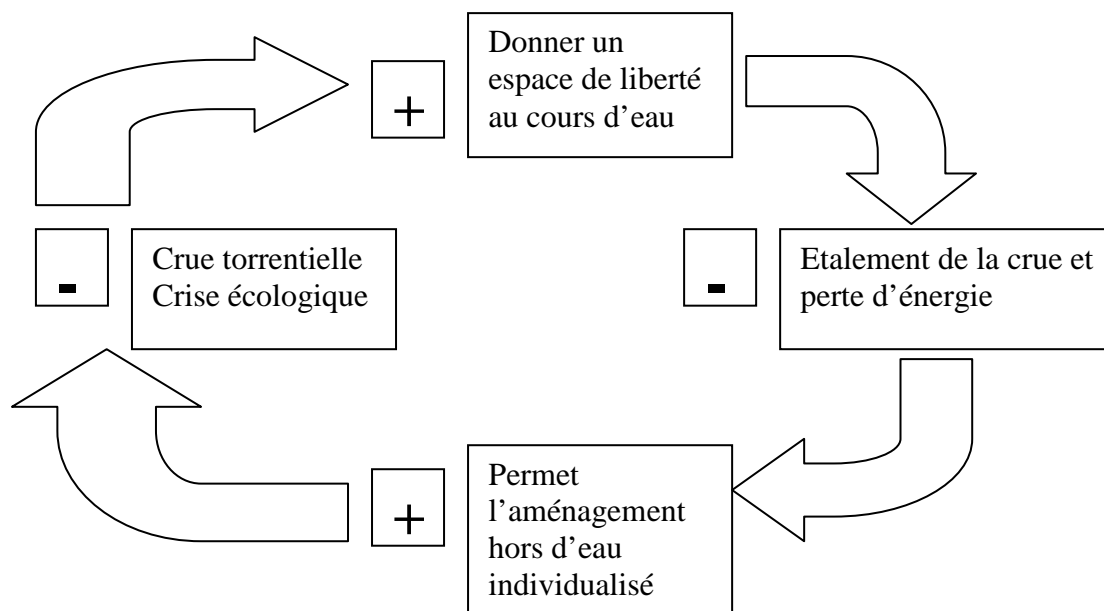 +
Donner un
espace de liberté
au cours d’eau
-
Crue torrentielle
Crise écologique
-
Etalement de la crue et
perte d’énergie
+
Permet
l’aménagement
hors d’eau
individualisé